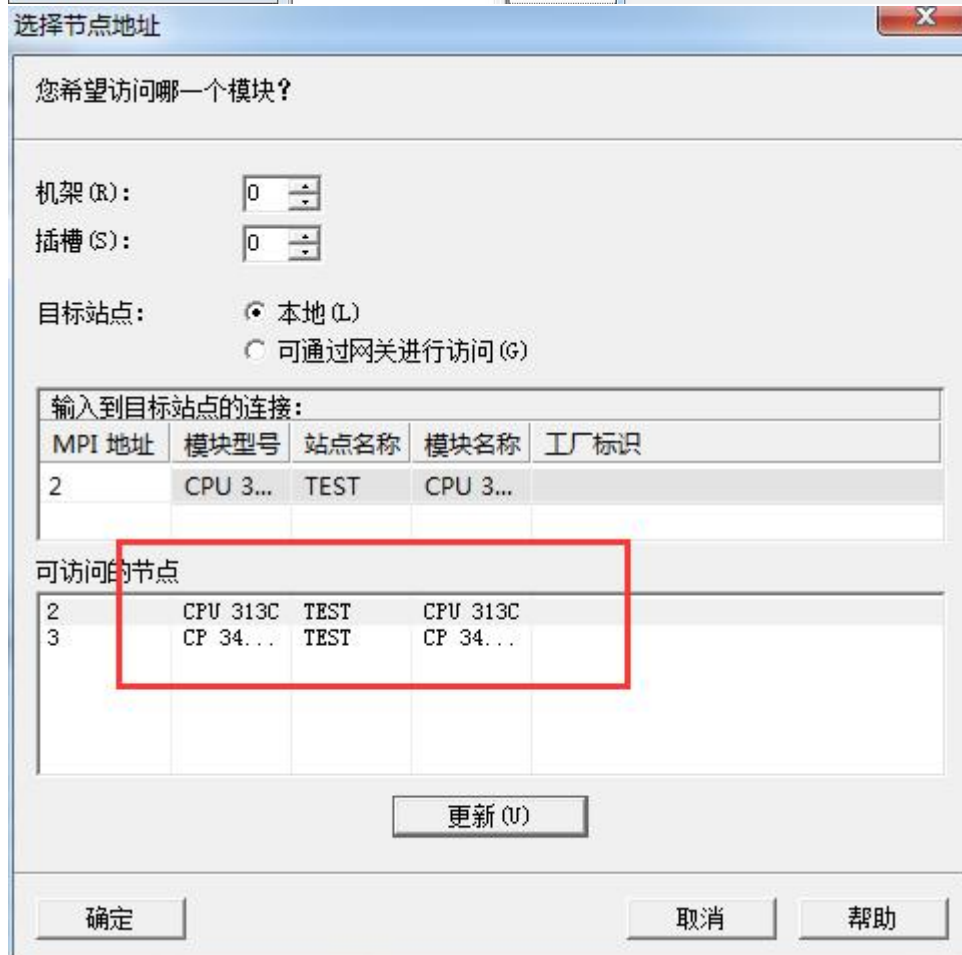 选择节点地址
您希望访问哪一个模块?
机架(R): 0
插槽(S): 0
目标站点: 本地(L)
可通过网关进行访问(G)
输入到目标站点的连接:
MPI 地址 模块型号 站点名称 模块名称 工厂标识
2 CPU 3... TEST CPU 3...
可访问的节点
2 CPU 313C TEST CPU 313C
3 CP 34... TEST CP 34...
更新(U)
确定 取消 帮助